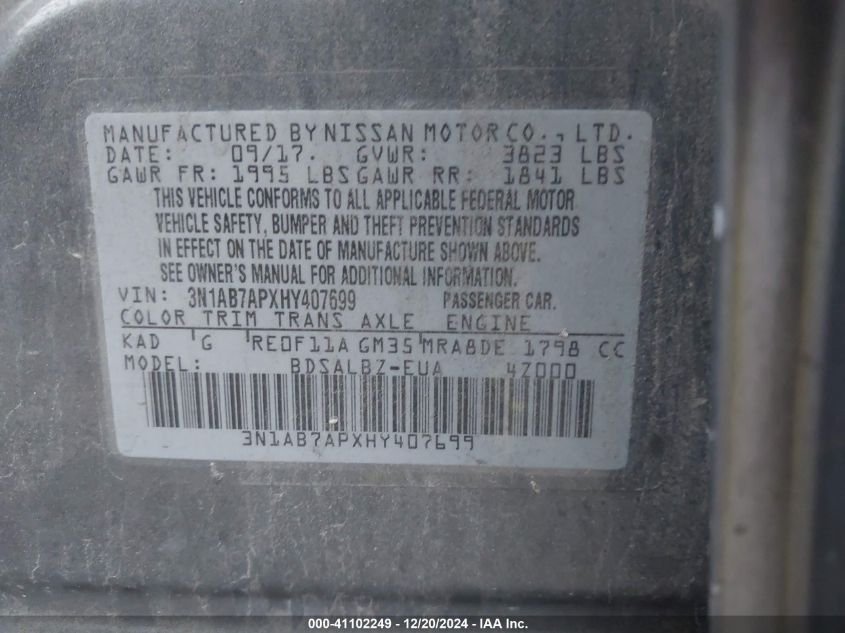 MANUFACTURED BY NISSAN MOTOR CO., LTD.
DATE: 09/17. GVWR: 3823 LBS
GAWR FR: 1995 LBS GAWR RR: 1841 LBS
THIS VEHICLE CONFORMS TO ALL APPLICABLE FEDERAL MOTOR
VEHICLE SAFETY, BUMPER AND THEFT PREVENTION STANDARDS
IN EFFECT ON THE DATE OF MANUFACTURE SHOWN ABOVE.
SEE OWNER'S MANUAL FOR ADDITIONAL INFORMATION.
VIN: 3N1AB7APXHY407699 PASSENGER CAR.
COLOR TRIM TRANS AXLE ENGINE
KAD G RE0F11A GM35 MRA8DE 1798 CC
MODEL: BDSALBZ-EUA 4Z000
3N1AB7APXHY407699
000-41102249 - 12/20/2024 - IAA Inc.